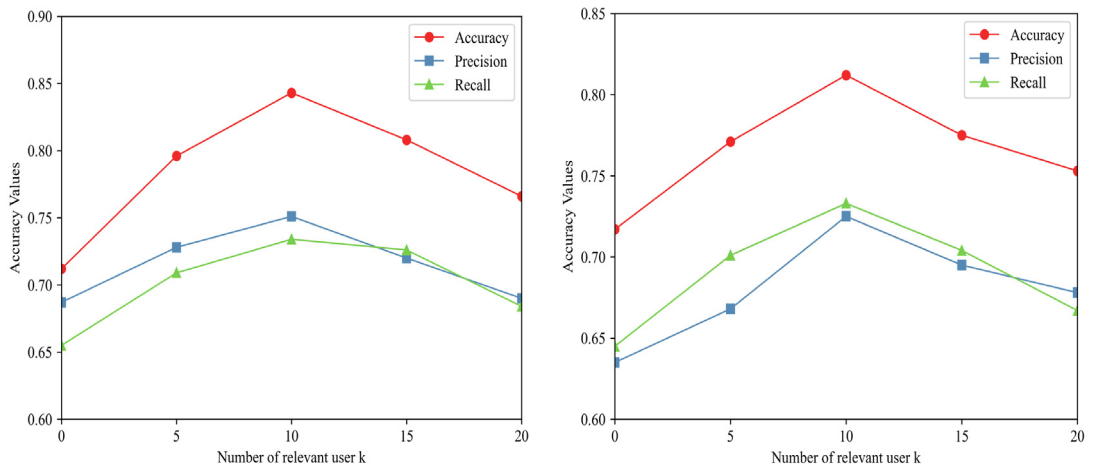 0.90
0.85
0.80
0.75
0.70
0.65
0.60
Accuracy Values
0 5 10 15 20
Number of relevant user k
Accuracy
Precision
Recall
0.85
0.80
0.75
0.70
0.65
0.60
Accuracy Values
0 5 10 15 20
Number of relevant user k
Accuracy
Precision
Recall